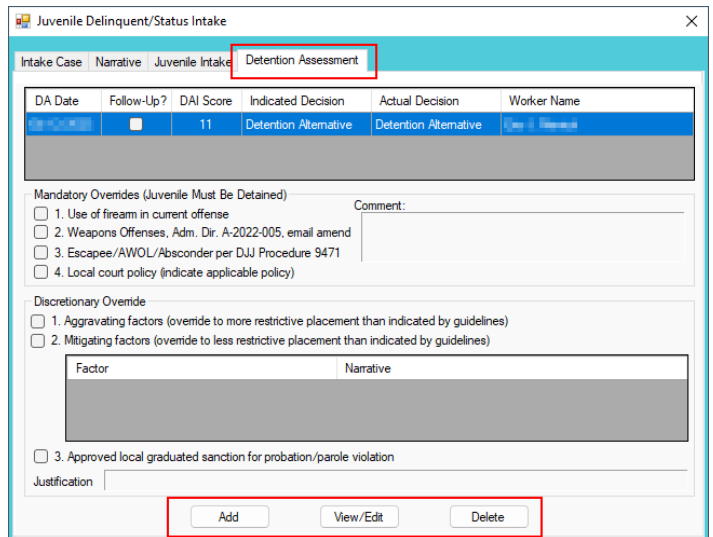 Juvenile Delinquent/Status Intake
Intake Case Narrative Juvenile Intake Detention Assessment
DA Date Follow-Up? DAI Score Indicated Decision Actual Decision Worker Name
11 Detention Alternative Detention Alternative
Mandatory Overrides (Juvenile Must Be Detained)
Comment:
1. Use of firearm in current offense
2. Weapons Offenses, Adm. Dir. A-2022-005, email amend
3. Escapee/AWOL/Absconder per DJJ Procedure 9471
4. Local court policy (indicate applicable policy)
Discretionary Override
1. Aggravating factors (override to more restrictive placement than indicated by guidelines)
2. Mitigating factors (override to less restrictive placement than indicated by guidelines)
Factor Narrative
3. Approved local graduated sanction for probation/parole violation
Justification
Add View/Edit Delete